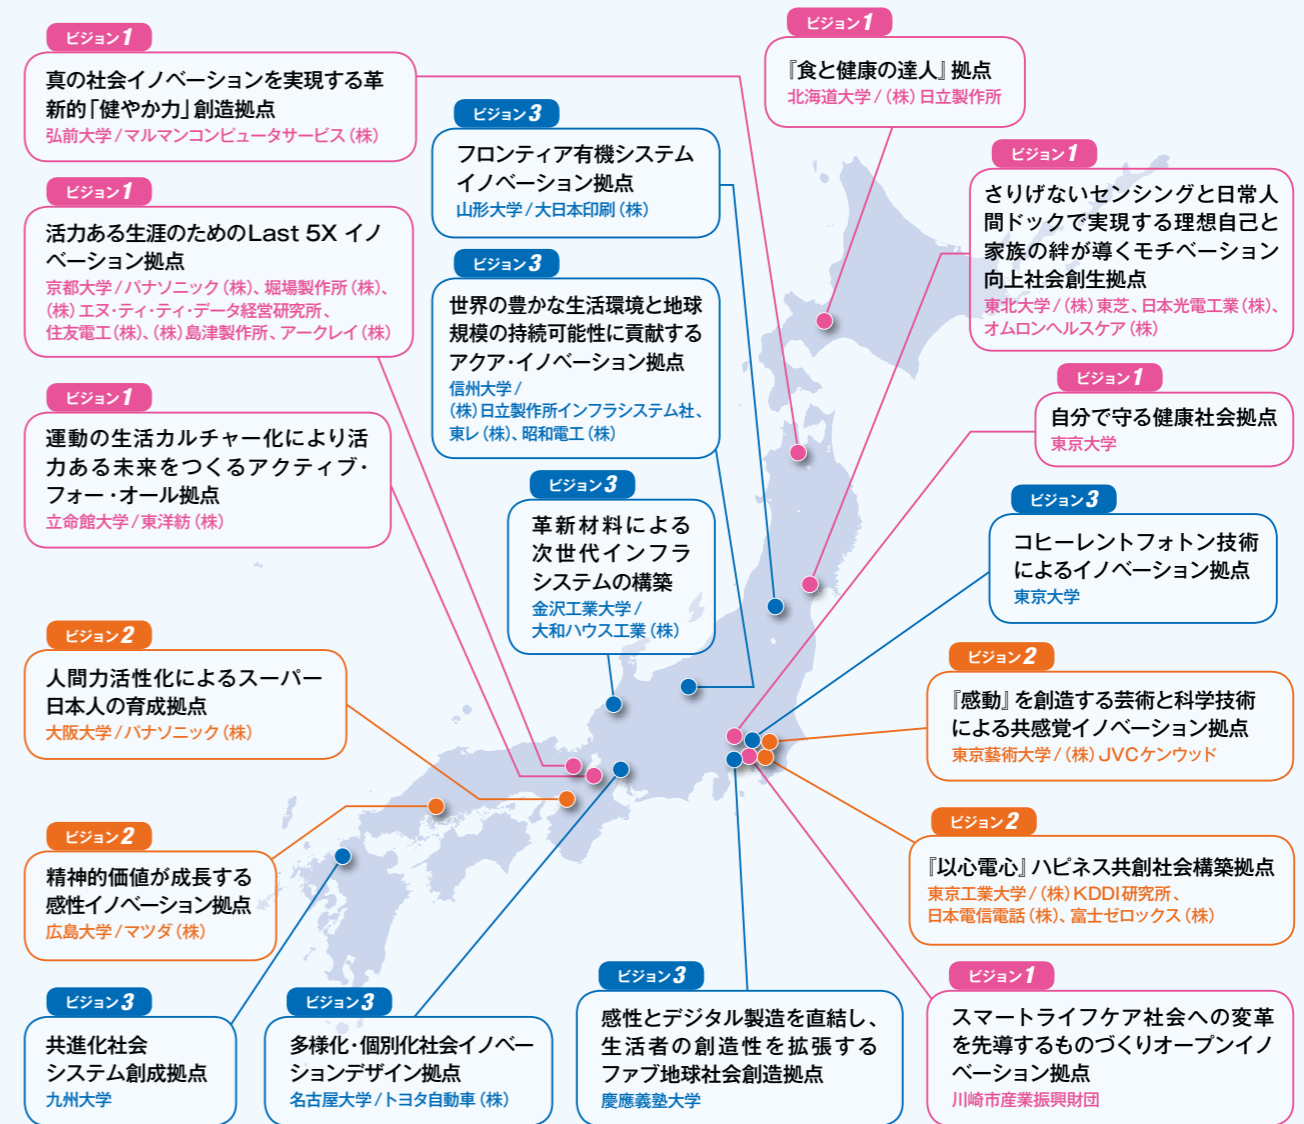 ビジョン1
真の社会イノベーションを実現する革
新的「健やか力」創造拠点
弘前大学/マルマンコンピュータサービス(株)
ビジョン1
活力ある生涯のためのLast 5X イノ
ベーション拠点
京都大学/パナソニック(株)、堀場製作所(株)、
(株)エヌ・ティ・ティ・データ経営研究所、
住友電工(株)、(株)島津製作所、アークレイ(株)
ビジョン1
運動の生活カルチャー化により活
力ある未来をつくるアクティブ・
フォー・オール拠点
立命館大学/東洋紡(株)
ビジョン2
人間力活性化によるスーパー
日本人の育成拠点
大阪大学/パナソニック(株)
ビジョン2
精神的価値が成長する
感性イノベーション拠点
広島大学/マツダ(株)
ビジョン3
共進化社会
システム創成拠点
九州大学
ビジョン3
フロンティア有機システム
イノベーション拠点
山形大学/大日本印刷(株)
ビジョン3
世界の豊かな生活環境と地球
規模の持続可能性に貢献する
アクア・イノベーション拠点
信州大学/
(株)日立製作所インフラシステム社、
東レ(株)、昭和電工(株)
ビジョン3
革新材料による
次世代インフラ
システムの構築
金沢工業大学/
大和ハウス工業(株)
ビジョン3
多様化・個別化社会イノベー
ションデザイン拠点
名古屋大学/トヨタ自動車(株)
ビジョン3
感性とデジタル製造を直結し、
生活者の創造性を拡張する
ファブ地球社会創造拠点
慶應義塾大学
ビジョン1
『食と健康の達人』拠点
北海道大学/(株)日立製作所
ビジョン1
さりげないセンシングと日常人
間ドックで実現する理想自己と
家族の絆が導くモチベーション
向上社会創生拠点
東北大学/(株)東芝、日本光電工業(株)、
オムロンヘルスケア(株)
ビジョン1
自分で守る健康社会拠点
東京大学
ビジョン3
コヒーレントフォトン技術
によるイノベーション拠点
東京大学
ビジョン2
『感動』を創造する芸術と科学技術
による共感覚イノベーション拠点
東京藝術大学/(株)JVCケンウッド
ビジョン2
『以心電心』ハピネス共創社会構築拠点
東京工業大学/(株)KDDI研究所、
日本電信電話(株)、富士ゼロックス(株)
ビジョン1
スマートライフケア社会への変革
を先導するものづくりオープンイノ
ベーション拠点
川崎市産業振興財団